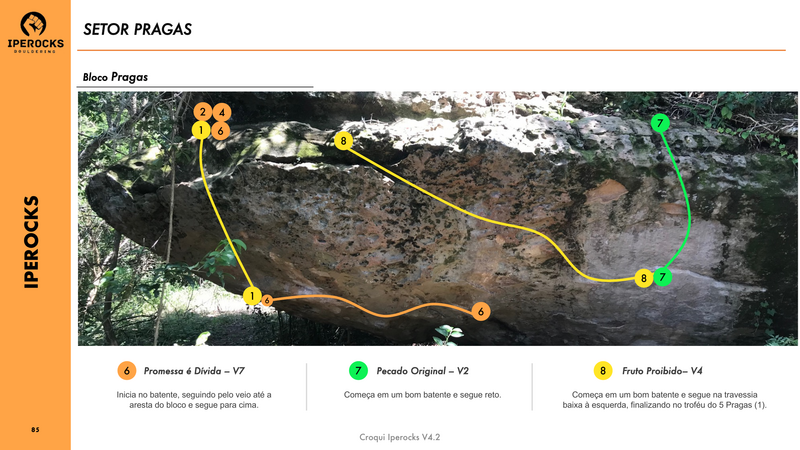 IPEROCKS
BOULDERING
SETOR PRAGAS
Bloco Pragas
2 4
1 6
8
7
1 6
6
8 7
IPEROCKS
6 Promessa é Dívida – V7
Inicia no batente, seguindo pelo veio até a
aresta do bloco e segue para cima.
7 Pecado Original – V2
Começa em um bom batente e segue reto.
8 Fruto Proibido– V4
Começa em um bom batente e segue na travessia
baixa à esquerda, finalizando no troféu do 5 Pragas (1).
85
Croqui Iperocks V4.2